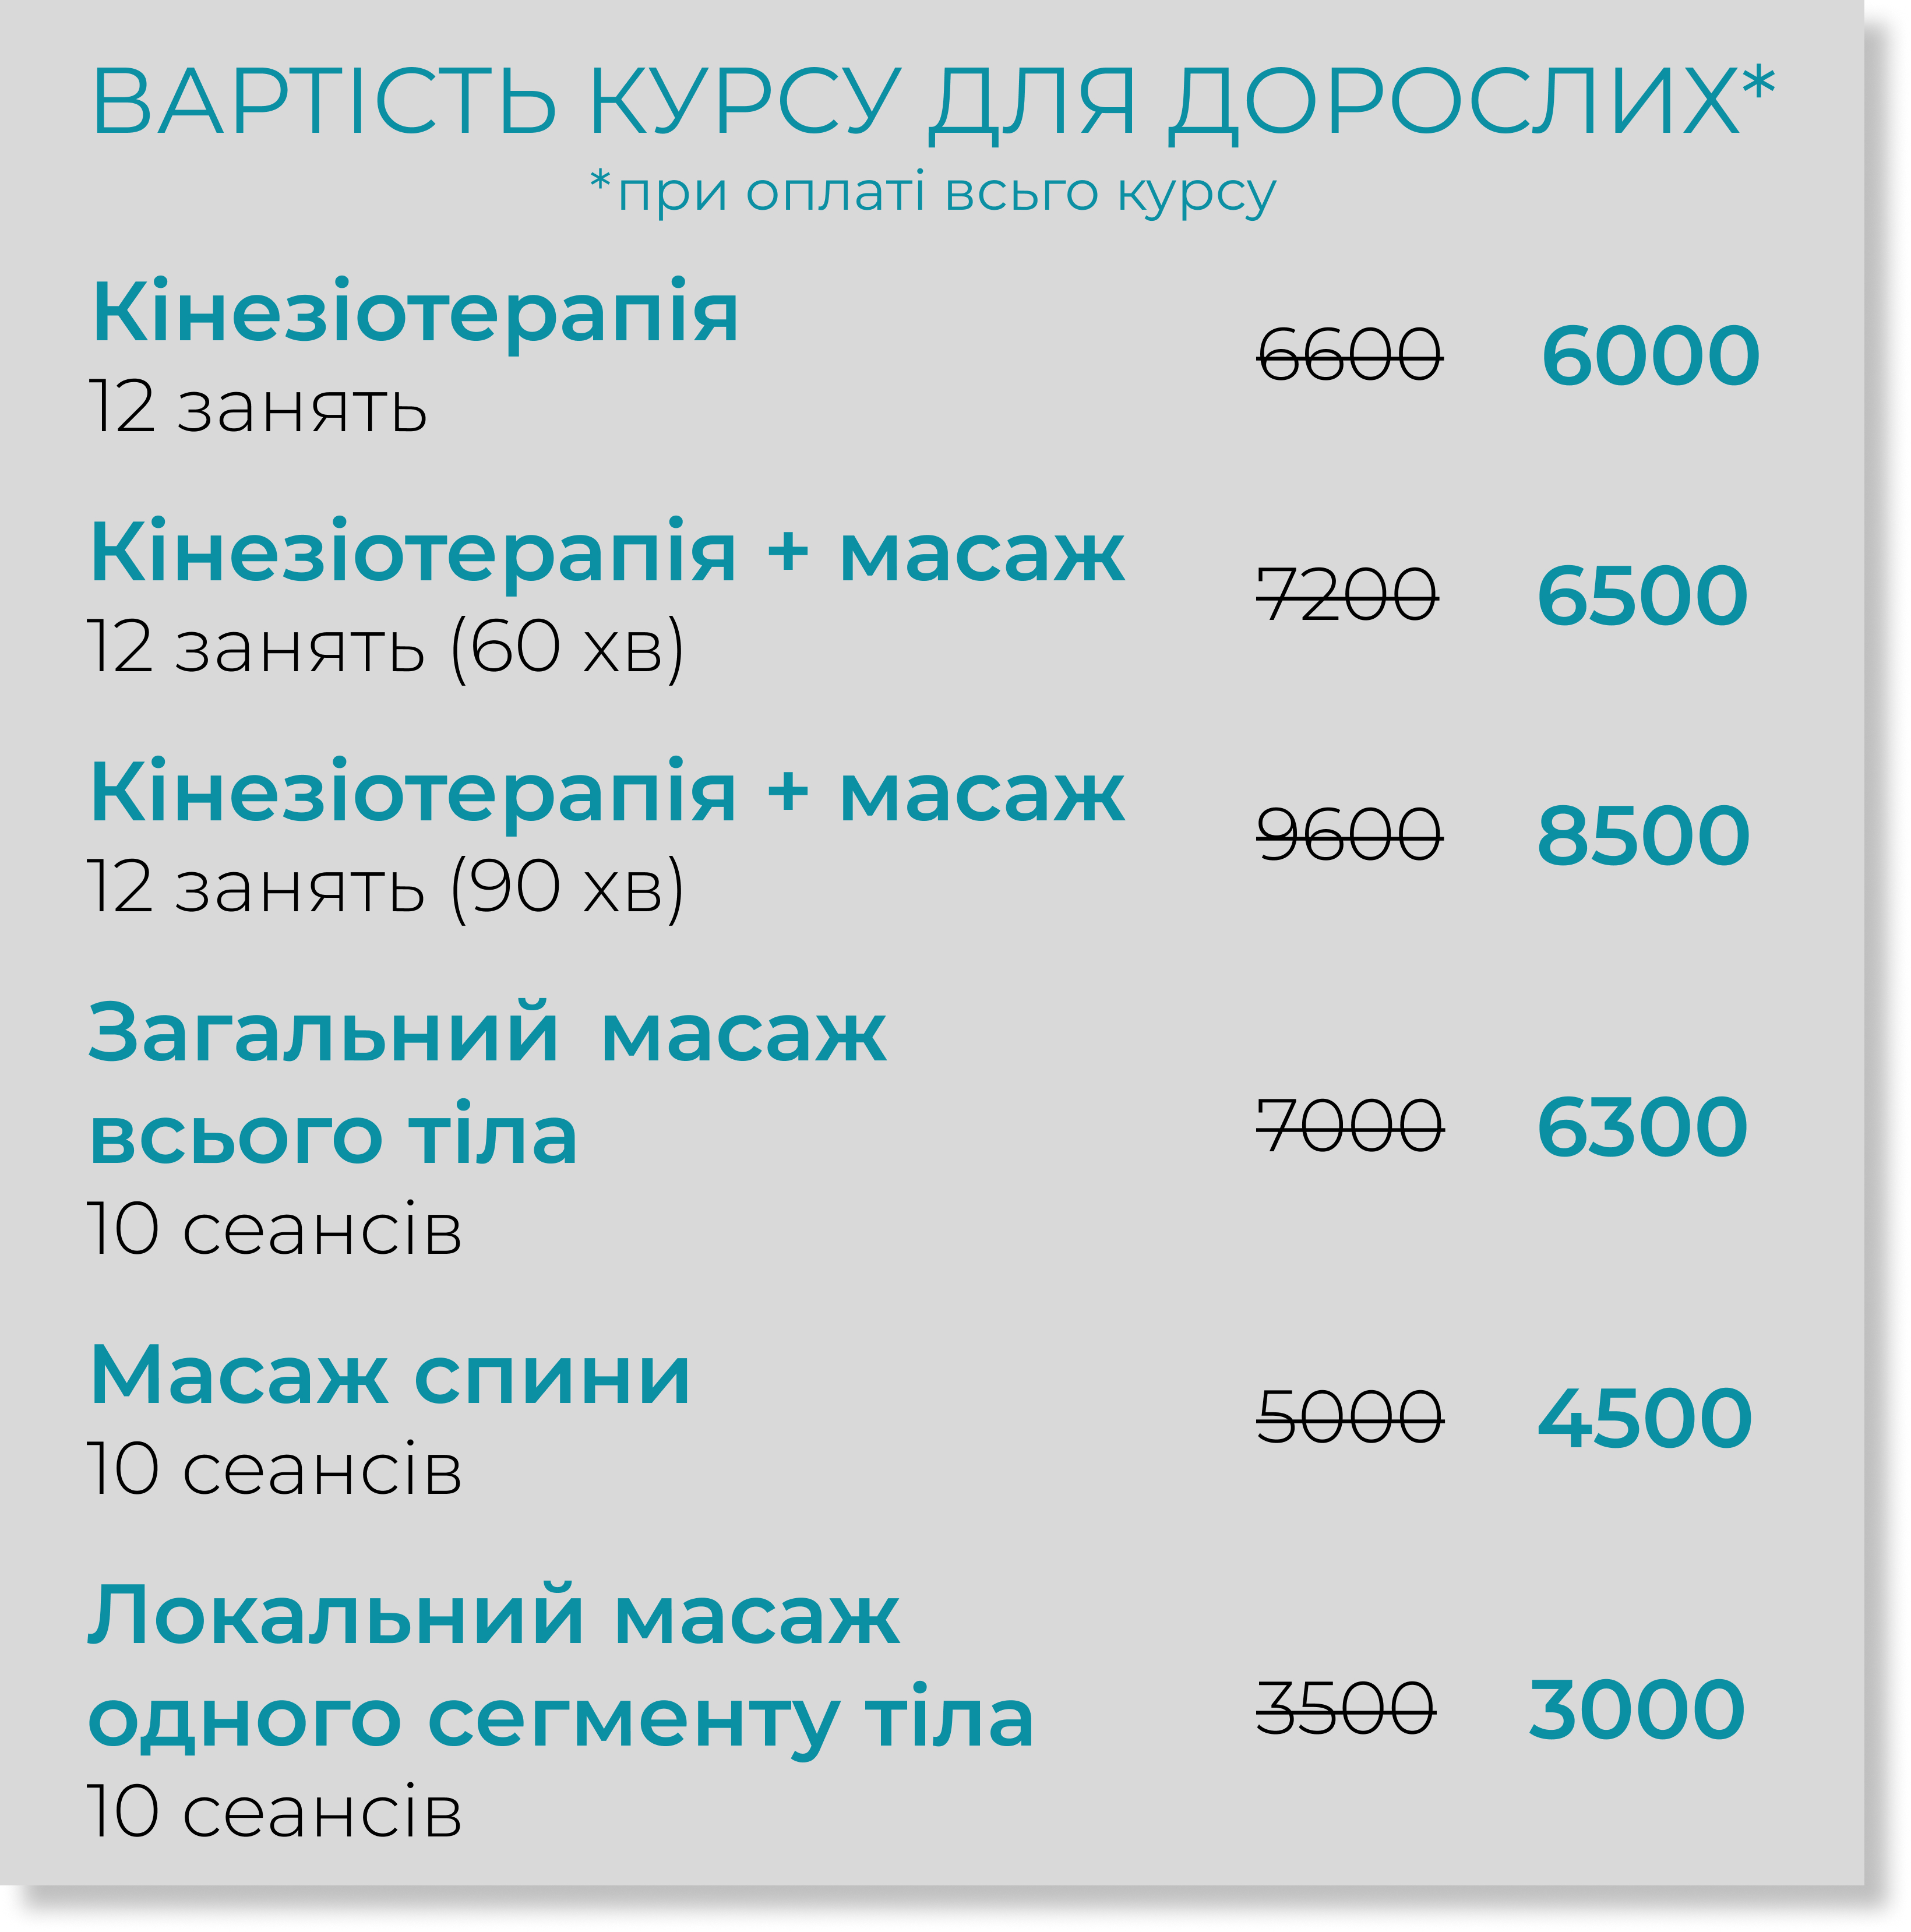 ВАРТІСТЬ КУРСУ ДЛЯ ДОРОСЛИХ*
*при оплаті всьго курсу
Кінезіотерапія
12 занять
6600 6000
Кінезіотерапія + масаж
12 занять (60 хв)
7200 6500
Кінезіотерапія + масаж
12 занять (90 хв)
9600 8500
Загальний масаж
всього тіла
10 сеансів
7000 6300
Масаж спини
10 сеансів
5000 4500
Локальний масаж
одного сегменту тіла
10 сеансів
3500 3000